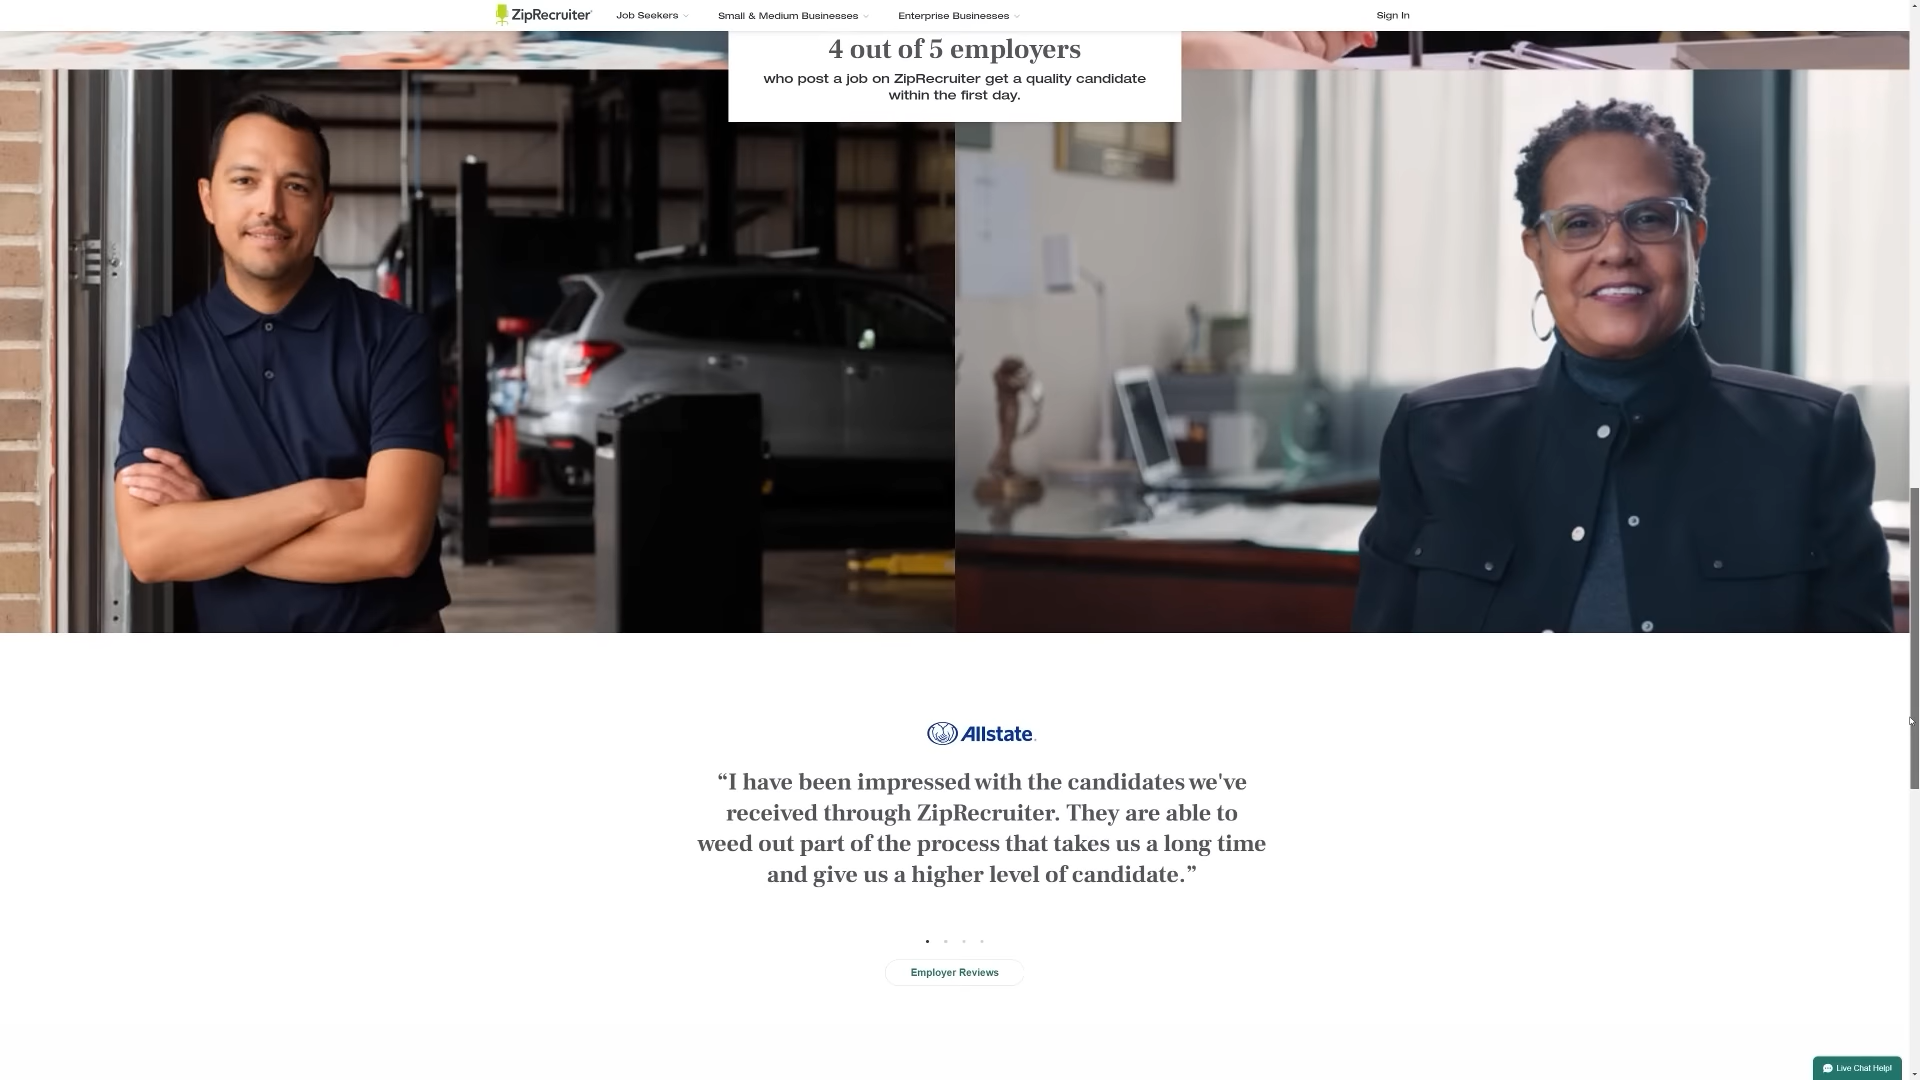 ZipRecruiter
Job Seekers
Small & Medium Businesses
Enterprise Businesses
Sign In
4 out of 5 employers
who post a job on ZipRecruiter get a quality candidate
within the first day.
Allstate
“I have been impressed with the candidates we've
received through ZipRecruiter. They are able to
weed out part of the process that takes us a long time
and give us a higher level of candidate.”
Employer Reviews
Live Chat Help!